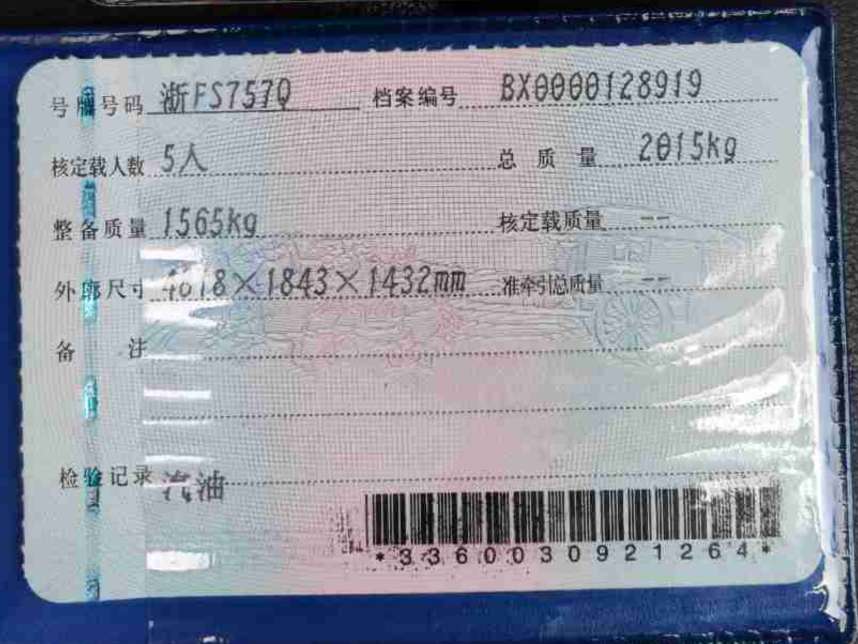 号牌号码 浙FS757Q 档案编号 BX0000128919
核定载人数 5人 总质量 2015kg
整备质量 1565kg 核定载质量 --
外廓尺寸 4618×1843×1432mm 准牵引总质量 --
备注
检验记录 汽油
*3360030921264*